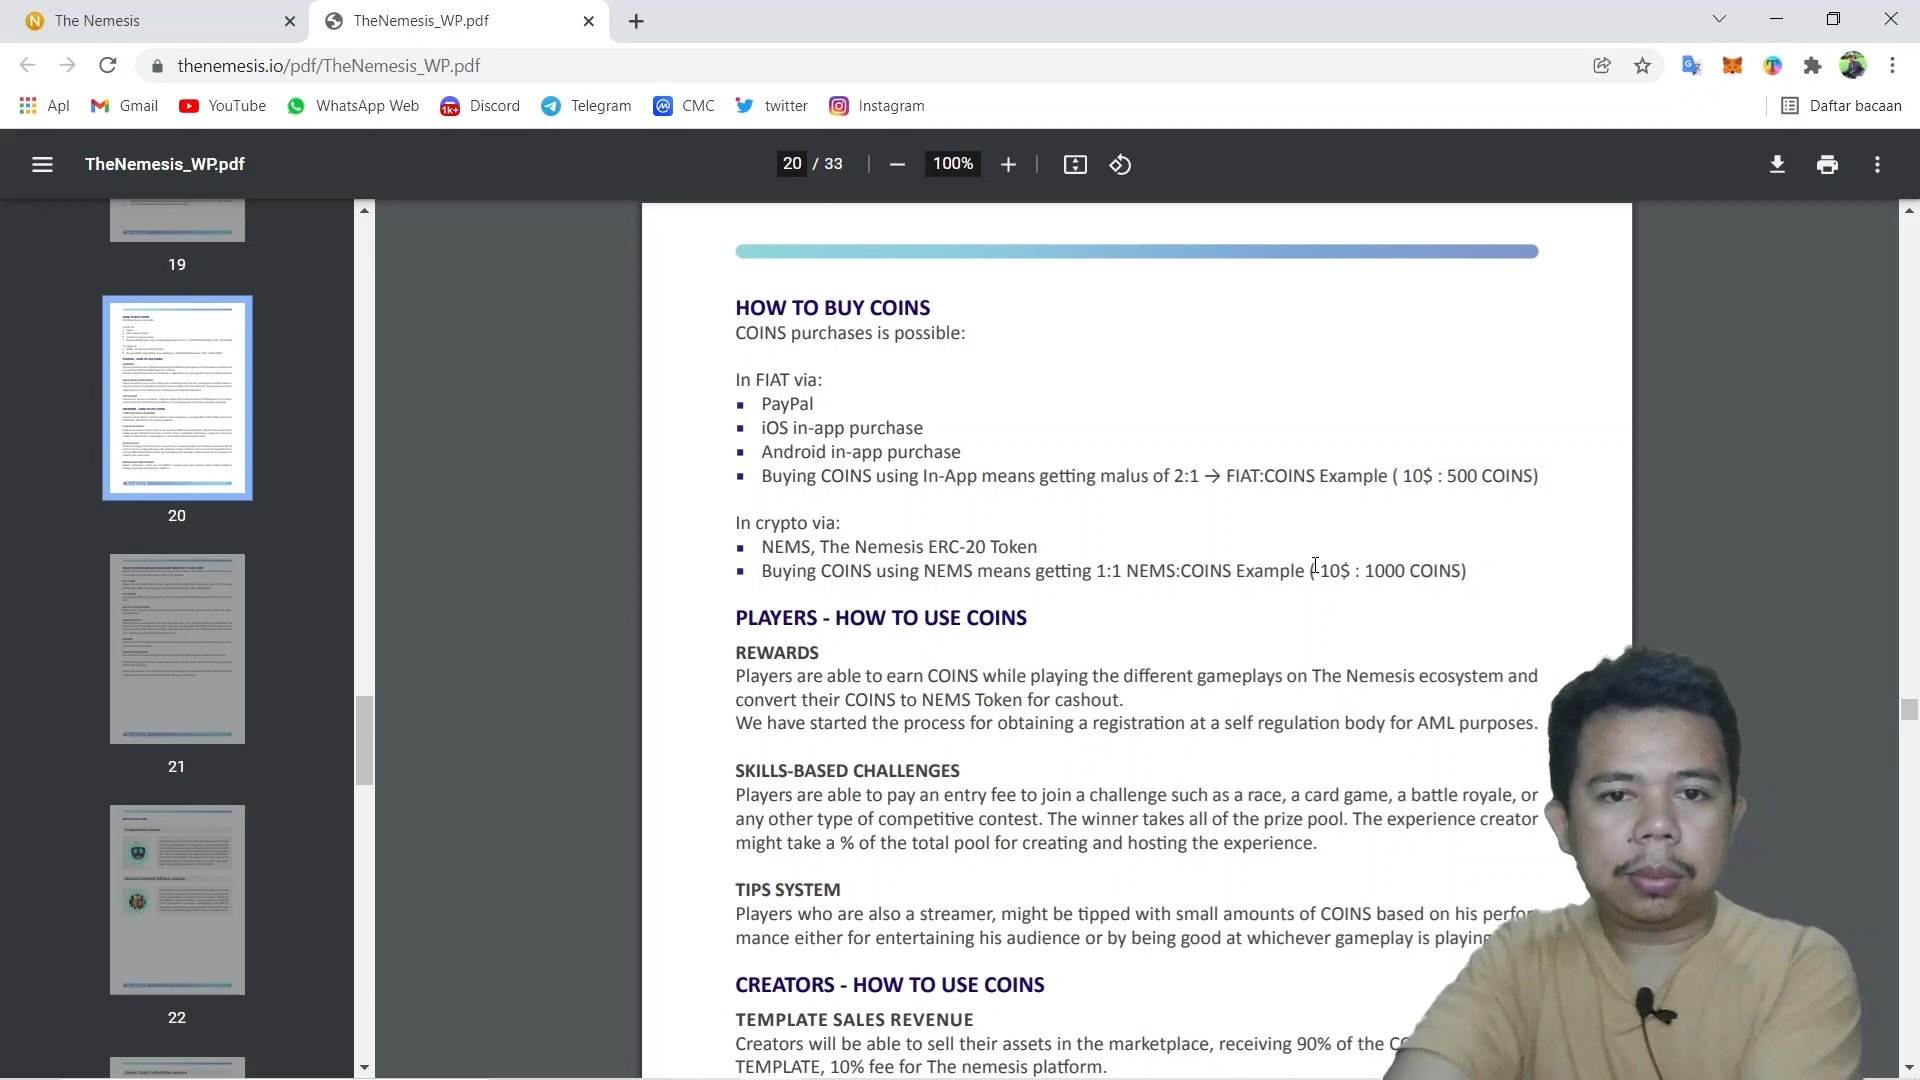 The Nemesis
TheNemesis_WP.pdf
thenemesis.io/pdf/TheNemesis_WP.pdf
Apl Gmail YouTube WhatsApp Web 1k+ Discord Telegram CMC twitter Instagram Daftar bacaan
TheNemesis_WP.pdf
20 / 33
100%
19
20
21
22
HOW TO BUY COINS
COINS purchases is possible:
In FIAT via:
▪ PayPal
▪ iOS in-app purchase
▪ Android in-app purchase
▪ Buying COINS using In-App means getting malus of 2:1 → FIAT:COINS Example ( 10$ : 500 COINS)
In crypto via:
▪ NEMS, The Nemesis ERC-20 Token
▪ Buying COINS using NEMS means getting 1:1 NEMS:COINS Example ( 10$ : 1000 COINS)
PLAYERS - HOW TO USE COINS
REWARDS
Players are able to earn COINS while playing the different gameplays on The Nemesis ecosystem and
convert their COINS to NEMS Token for cashout.
We have started the process for obtaining a registration at a self regulation body for AML purposes.
SKILLS-BASED CHALLENGES
Players are able to pay an entry fee to join a challenge such as a race, a card game, a battle royale, or
any other type of competitive contest. The winner takes all of the prize pool. The experience creator
might take a % of the total pool for creating and hosting the experience.
TIPS SYSTEM
Players who are also a streamer, might be tipped with small amounts of COINS based on his perfor-
mance either for entertaining his audience or by being good at whichever gameplay is playing
CREATORS - HOW TO USE COINS
TEMPLATE SALES REVENUE
Creators will be able to sell their assets in the marketplace, receiving 90% of the
TEMPLATE, 10% fee for The nemesis platform.